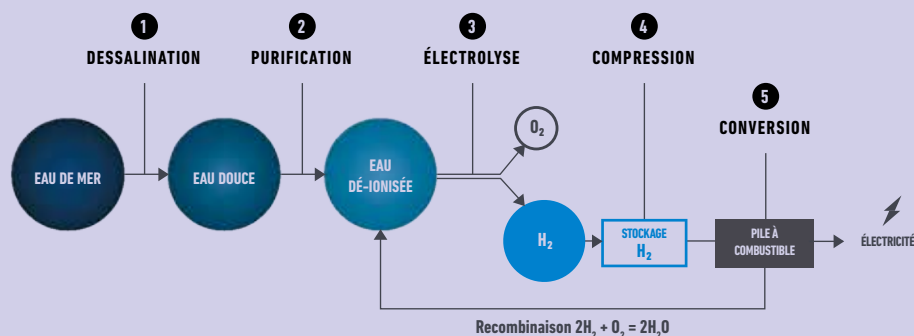 1
DESSALINATION
2
PURIFICATION
3
ÉLECTROLYSE
4
COMPRESSION
5
CONVERSION
EAU DE MER
EAU DOUCE
EAU
DÉ-IONISÉE
O₂
H₂
STOCKAGE
H₂
PILE À
COMBUSTIBLE
ÉLECTRICITÉ
Recombinaison 2H₂ + O₂ = 2H₂O